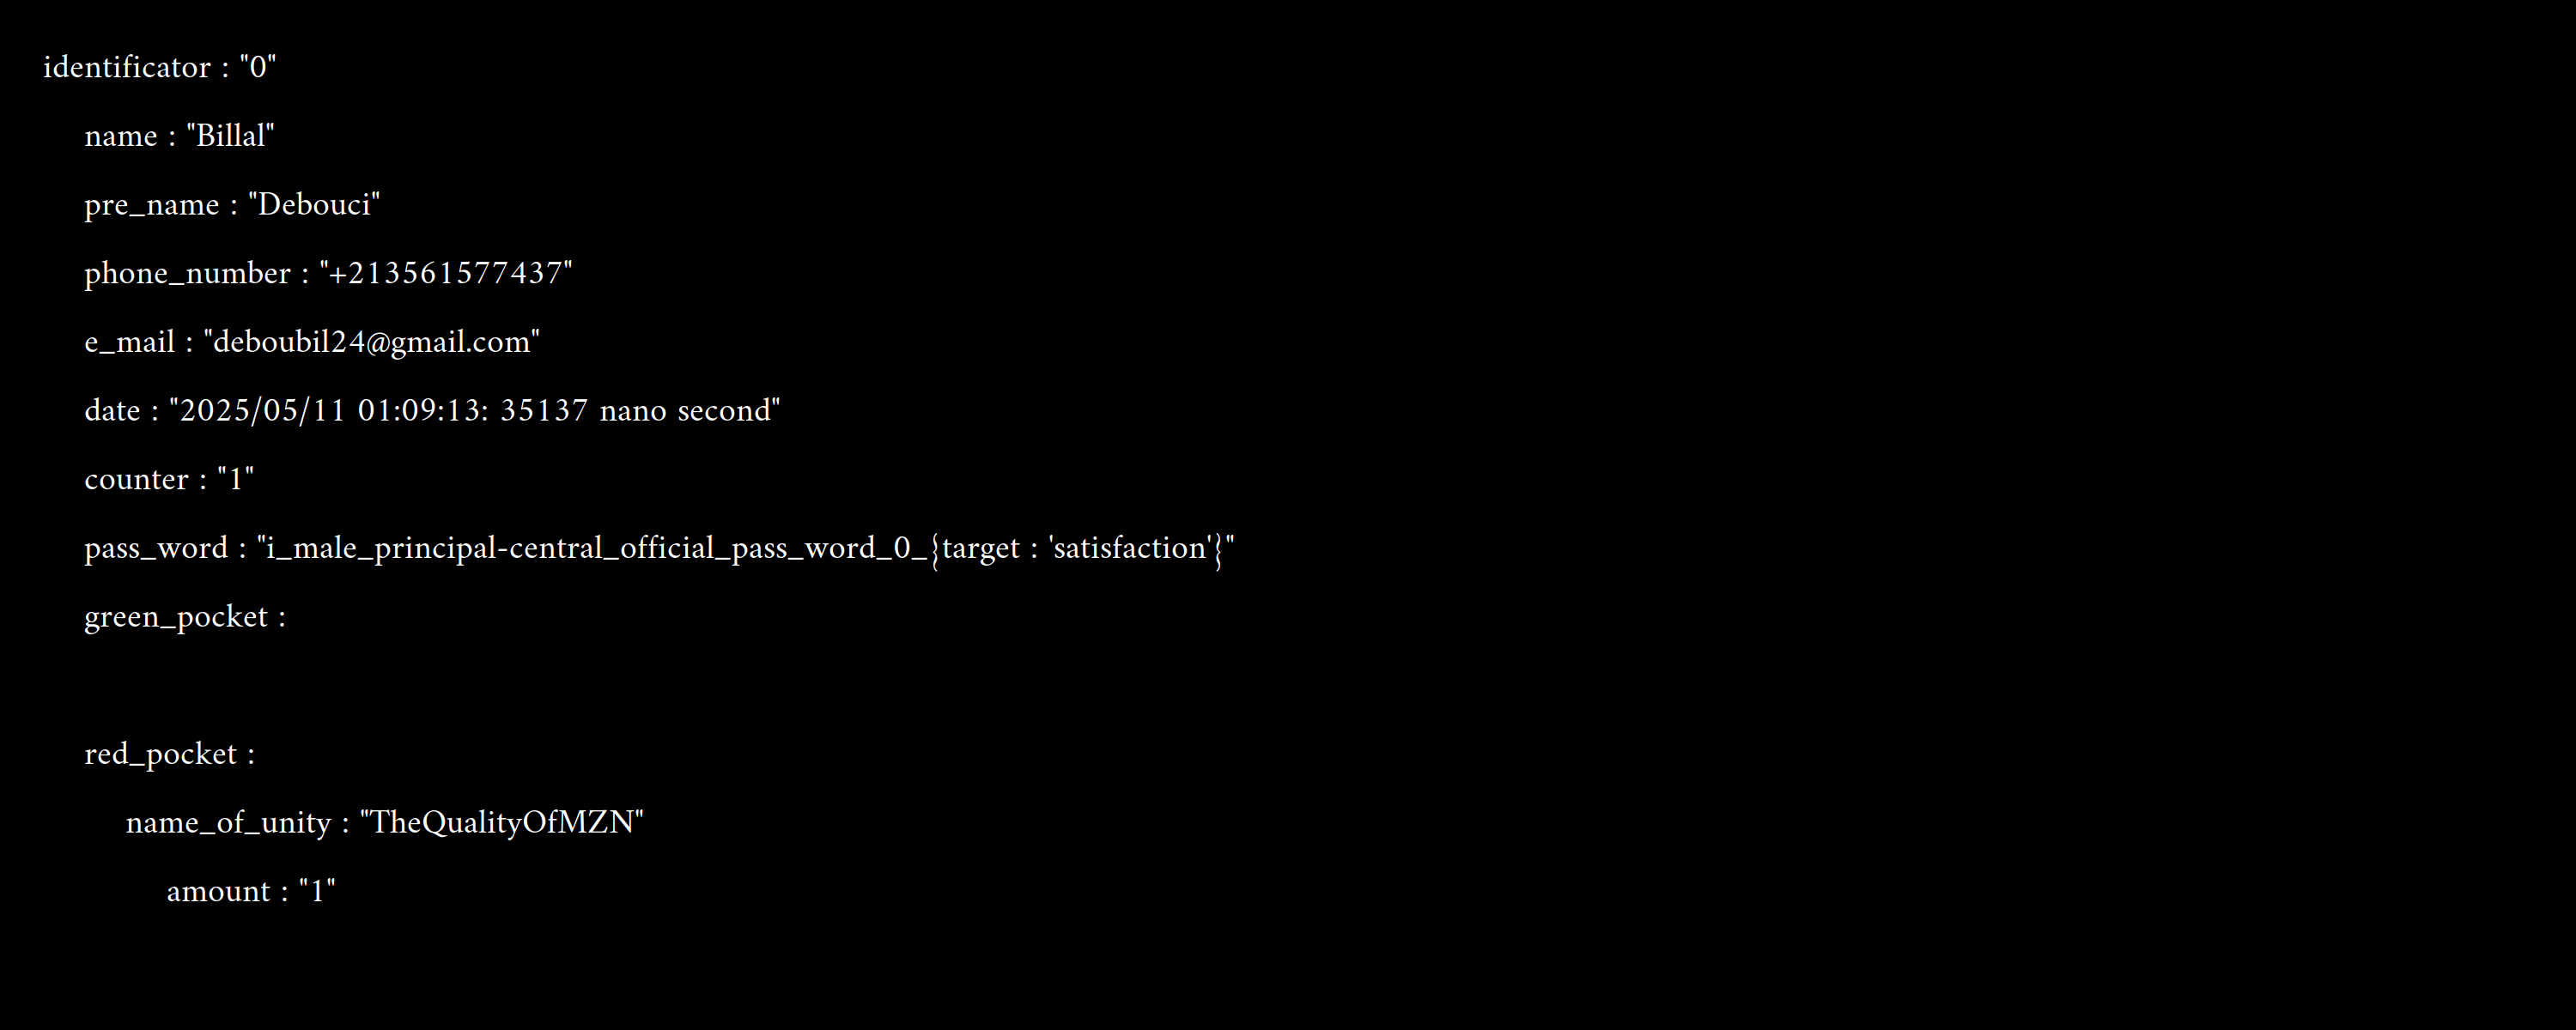 identificator : "0"
name : "Billal"
pre_name : "Debouci"
phone_number : "+213561577437"
e_mail : "deboubil24@gmail.com"
date : "2025/05/11 01:09:13: 35137 nano second"
counter : "1"
pass_word : "i_male_principal-central_official_pass_word_0_{target : 'satisfaction'}"
green_pocket :
red_pocket :
name_of_unity : "TheQualityOfMZN"
amount : "1"